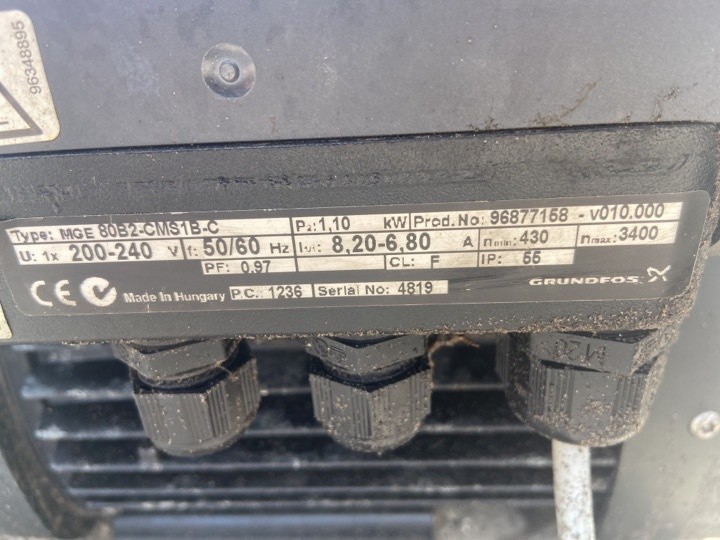 96348895
Type: MGE 80B2-CMS1B-C P₂: 1,10 kW Prod.No: 96877158 - V010.000
U: 1x 200-240 V f: 50/60 Hz I₁/₁: 8,20-6,80 A nmin: 430 nmax: 3400
PF: 0,97 CL: F IP: 55
CE Made in Hungary P.C.: 1236 Serial No: 4819 GRUNDFOS
M20